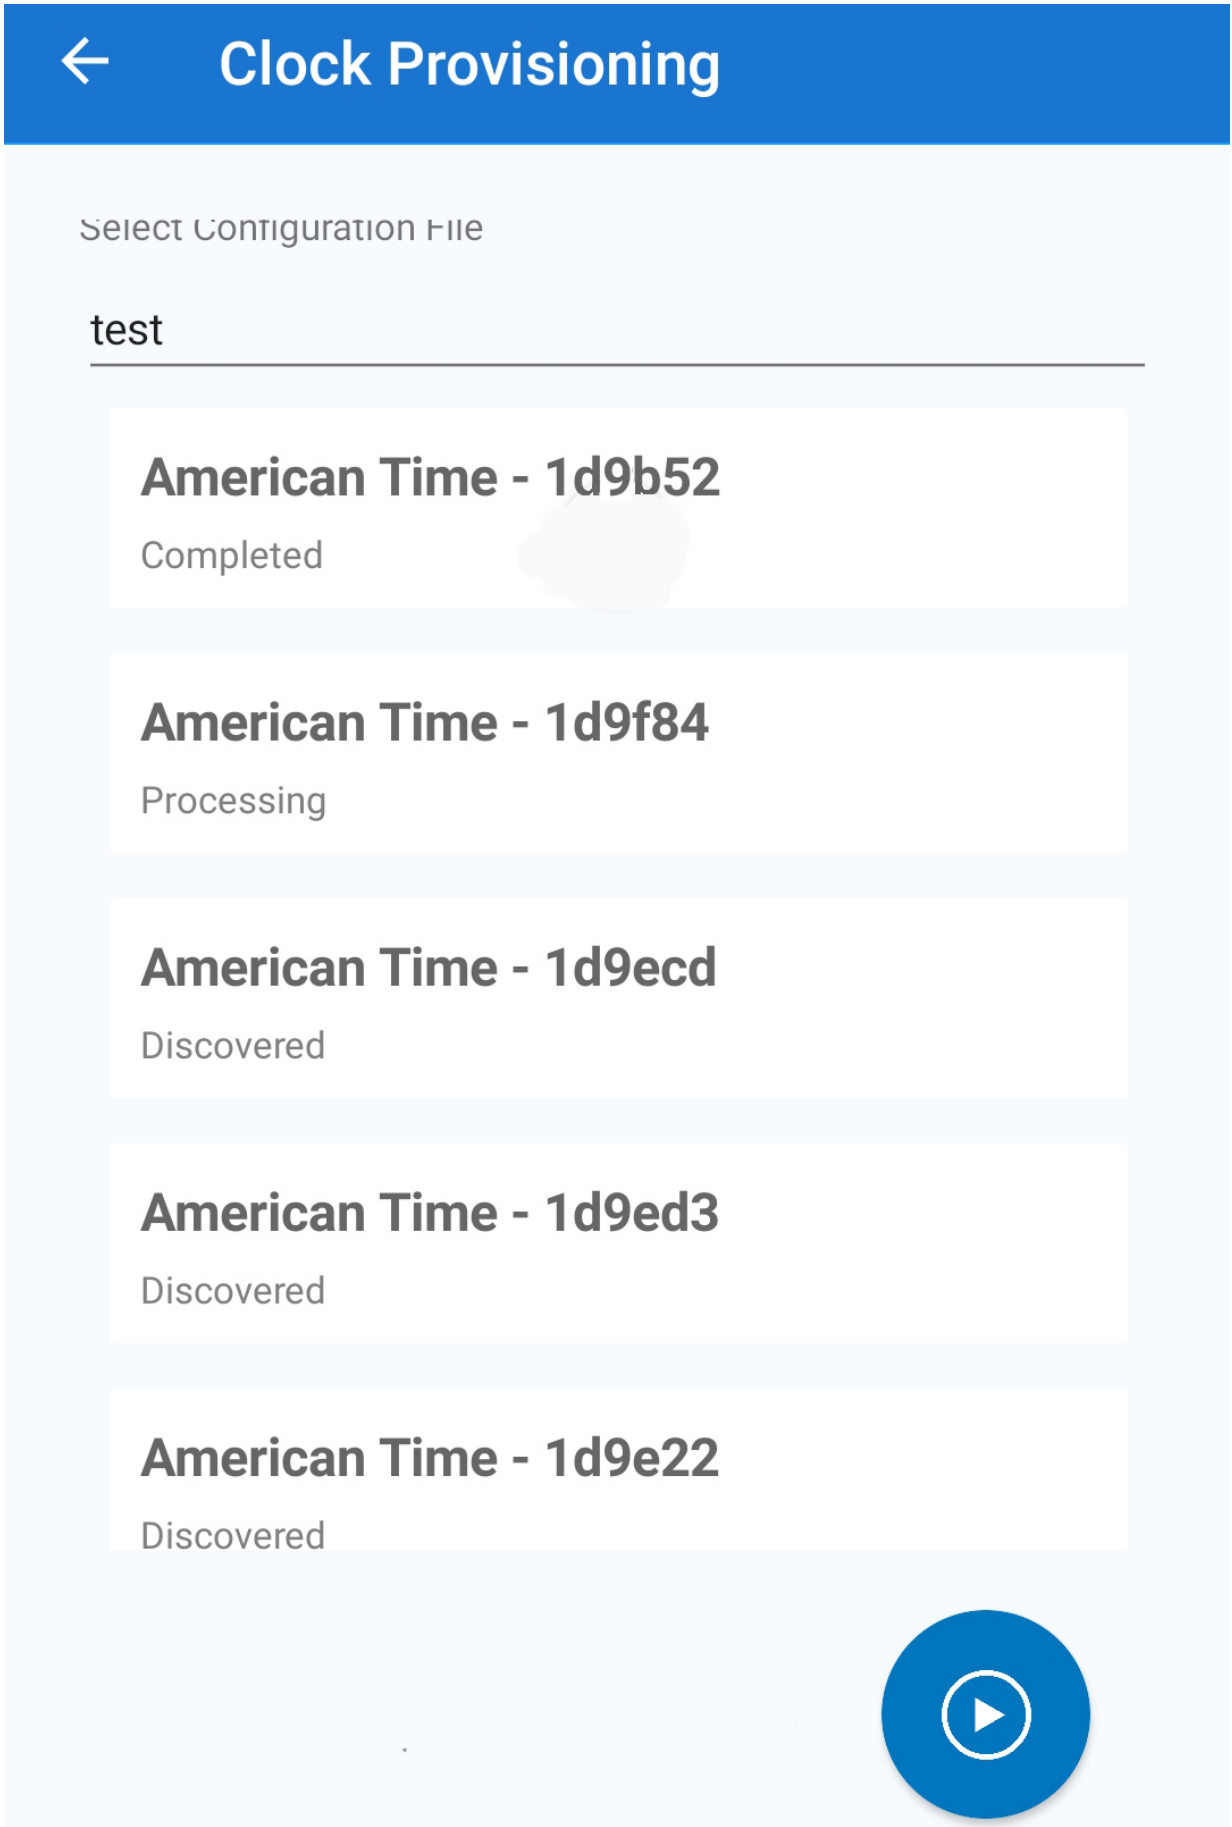 Clock Provisioning
Select Configuration File
test
American Time - 1d9b52
Completed
American Time - 1d9f84
Processing
American Time - 1d9ecd
Discovered
American Time - 1d9ed3
Discovered
American Time - 1d9e22
Discovered